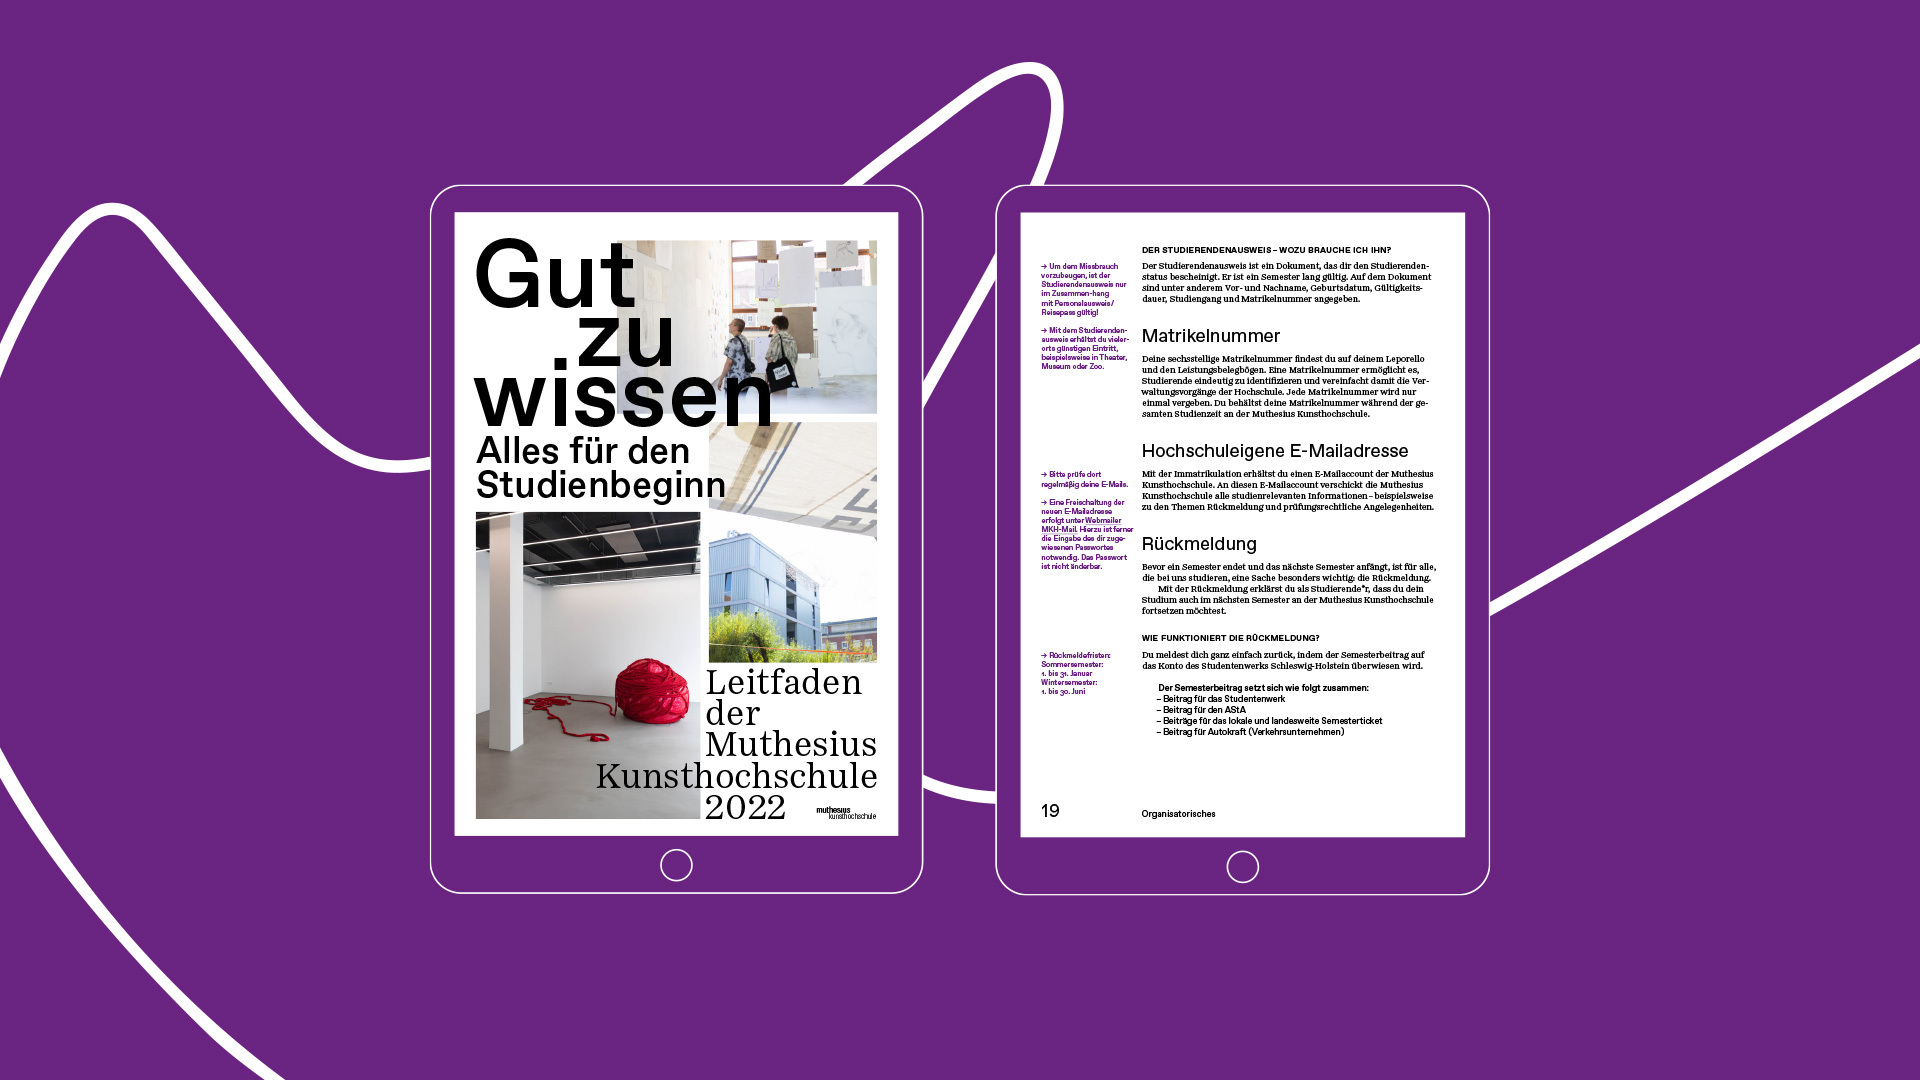 Gut
zu
wissen
Alles für den
Studienbeginn
Leitfaden
der
Muthesius
Kunsthochschule
2022
muthesius
kunsthochschule
DER STUDIERENDENAUSWEIS – WOZU BRAUCHE ICH IHN?
Der Studierendenausweis ist ein Dokument, das dir den Studierenden-
status bescheinigt. Er ist ein Semester lang gültig. Auf dem Dokument
sind unter anderem Vor- und Nachname, Geburtsdatum, Gültigkeits-
dauer, Studiengang und Matrikelnummer angegeben.
→ Um dem Missbrauch
vorzubeugen, ist der
Studierendenausweis nur
im Zusammen-hang
mit Personalausweis/
Reisepass gültig!
→ Mit dem Studierenden-
ausweis erhältst du vieler-
orts günstigen Eintritt,
beispielsweise in Theater,
Museum oder Zoo.
Matrikelnummer
Deine sechsstellige Matrikelnummer findest du auf deinem Leporello
und den Leistungsbelegbögen. Eine Matrikelnummer ermöglicht es,
Studierende eindeutig zu identifizieren und vereinfacht damit die Ver-
waltungsvorgänge der Hochschule. Jede Matrikelnummer wird nur
einmal vergeben. Du behältst deine Matrikelnummer während der ge-
samten Studienzeit an der Muthesius Kunsthochschule.
Hochschuleigene E-Mailadresse
Mit der Immatrikulation erhältst du einen E-Mailaccount der Muthesius
Kunsthochschule. An diesen E-Mailaccount verschickt die Muthesius
Kunsthochschule alle studienrelevanten Informationen – beispielsweise
zu den Themen Rückmeldung und prüfungsrechtliche Angelegenheiten.
→ Bitte prüfe dort
regelmäßig deine E-Mails.
→ Eine Freischaltung der
neuen E-Mailadresse
erfolgt unter Webmailer
MKH-Mail. Hierzu ist ferner
die Eingabe des dir zuge-
wiesenen Passwortes
notwendig. Das Passwort
ist nicht änderbar.
Rückmeldung
Bevor ein Semester endet und das nächste Semester anfängt, ist für alle,
die bei uns studieren, eine Sache besonders wichtig: die Rückmeldung.
Mit der Rückmeldung erklärst du als Studierende*r, dass du dein
Studium auch im nächsten Semester an der Muthesius Kunsthochschule
fortsetzen möchtest.
WIE FUNKTIONIERT DIE RÜCKMELDUNG?
Du meldest dich ganz einfach zurück, indem der Semesterbeitrag auf
das Konto des Studentenwerks Schleswig-Holstein überwiesen wird.
→ Rückmeldefristen:
Sommersemester:
1. bis 31. Januar
Wintersemester:
1. bis 30. Juni
Der Semesterbeitrag setzt sich wie folgt zusammen:
– Beitrag für das Studentenwerk
– Beitrag für den AStA
– Beiträge für das lokale und landesweite Semesterticket
– Beitrag für Autokraft (Verkehrsunternehmen)
19
Organisatorisches